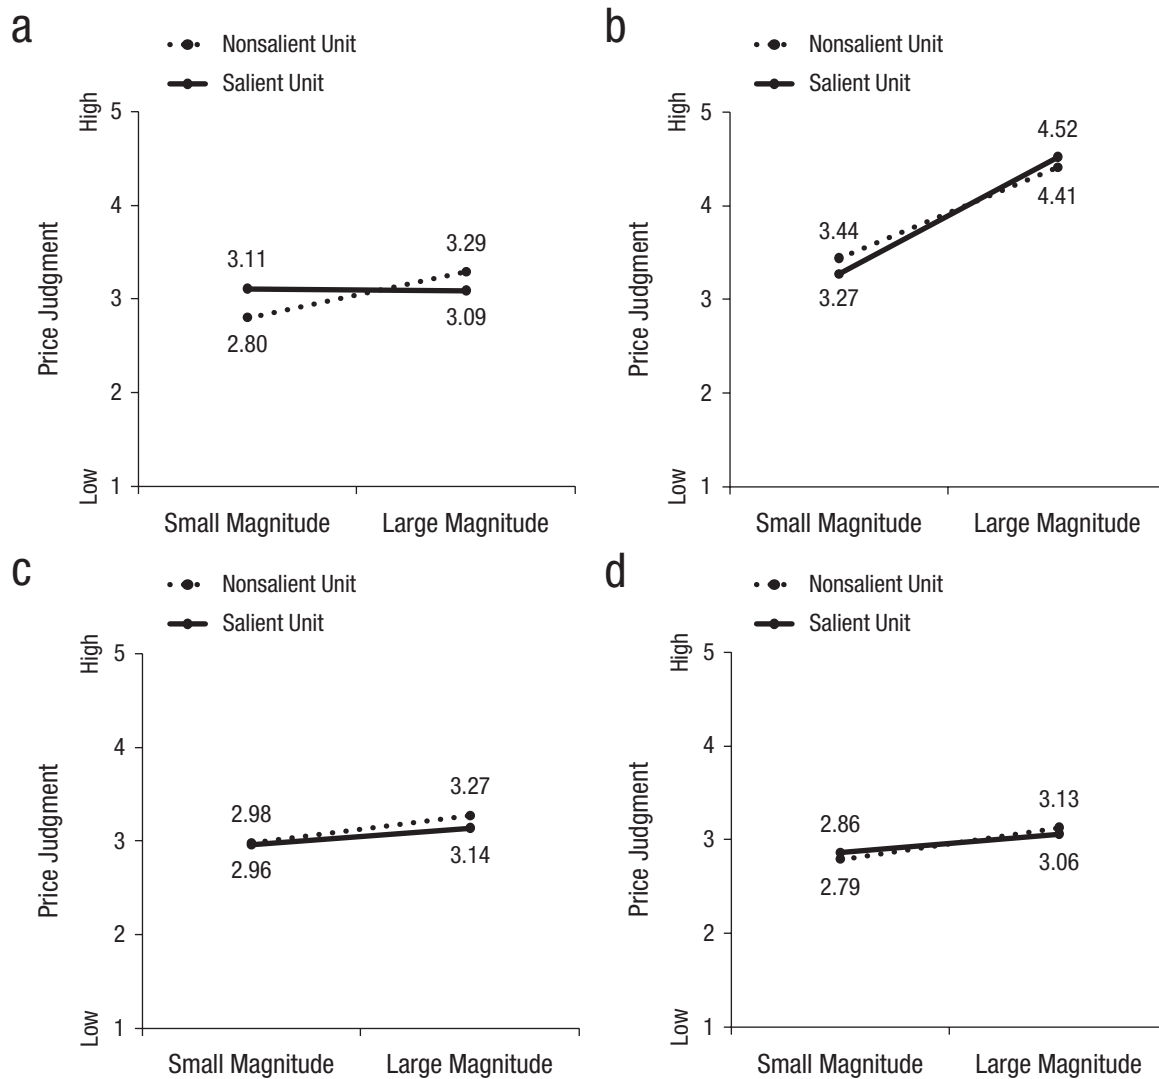 a
Nonsalient Unit
Salient Unit
High
5
4
3
2
1
Low
Price Judgment
3.11
2.80
3.29
3.09
Small Magnitude
Large Magnitude
b
Nonsalient Unit
Salient Unit
High
5
4
3
2
1
Low
Price Judgment
3.44
3.27
4.52
4.41
Small Magnitude
Large Magnitude
c
Nonsalient Unit
Salient Unit
High
5
4
3
2
1
Low
Price Judgment
2.98
2.96
3.27
3.14
Small Magnitude
Large Magnitude
d
Nonsalient Unit
Salient Unit
High
5
4
3
2
1
Low
Price Judgment
2.86
2.79
3.13
3.06
Small Magnitude
Large Magnitude